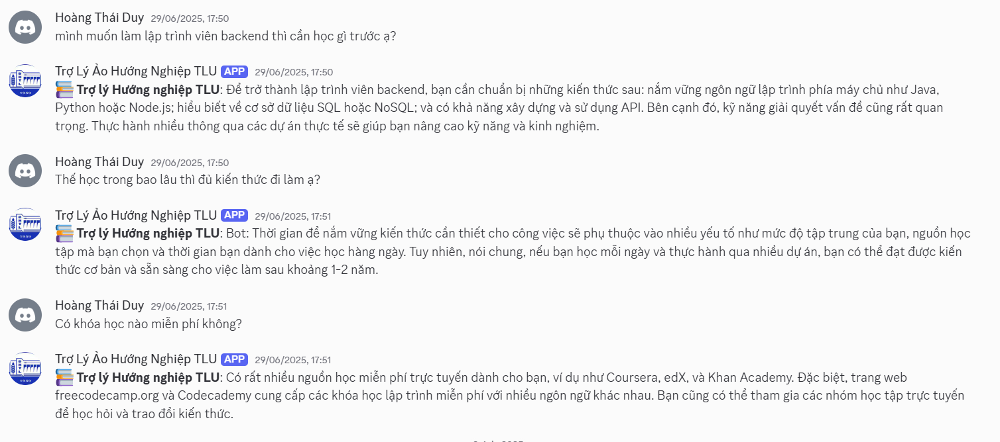 Hoàng Thái Duy 29/06/2025, 17:50
mình muốn làm lập trình viên backend thì cần học gì trước ạ?
Trợ Lý Ảo Hướng Nghiệp TLU APP 29/06/2025, 17:50
Trợ lý Hướng nghiệp TLU: Để trở thành lập trình viên backend, bạn cần chuẩn bị những kiến thức sau: nắm vững ngôn ngữ lập trình phía máy chủ như Java,
Python hoặc Node.js; hiểu biết về cơ sở dữ liệu SQL hoặc NoSQL; và có khả năng xây dựng và sử dụng API. Bên cạnh đó, kỹ năng giải quyết vấn đề cũng rất quan
trọng. Thực hành nhiều thông qua các dự án thực tế sẽ giúp bạn nâng cao kỹ năng và kinh nghiệm.
Hoàng Thái Duy 29/06/2025, 17:50
Thế học trong bao lâu thì đủ kiến thức đi làm ạ?
Trợ Lý Ảo Hướng Nghiệp TLU APP 29/06/2025, 17:51
Trợ lý Hướng nghiệp TLU: Bot: Thời gian để nắm vững kiến thức cần thiết cho công việc sẽ phụ thuộc vào nhiều yếu tố như mức độ tập trung của bạn, nguồn học
tập mà bạn chọn và thời gian bạn dành cho việc học hàng ngày. Tuy nhiên, nói chung, nếu bạn học mỗi ngày và thực hành qua nhiều dự án, bạn có thể đạt được kiến
thức cơ bản và sẵn sàng cho việc làm sau khoảng 1-2 năm.
Hoàng Thái Duy 29/06/2025, 17:51
Có khóa học nào miễn phí không?
Trợ Lý Ảo Hướng Nghiệp TLU APP 29/06/2025, 17:51
Trợ lý Hướng nghiệp TLU: Có rất nhiều nguồn học miễn phí trực tuyến dành cho bạn, ví dụ như Coursera, edX, và Khan Academy. Đặc biệt, trang web
freecodecamp.org và Codecademy cung cấp các khóa học lập trình miễn phí với nhiều ngôn ngữ khác nhau. Bạn cũng có thể tham gia các nhóm học tập trực tuyến
để học hỏi và trao đổi kiến thức.